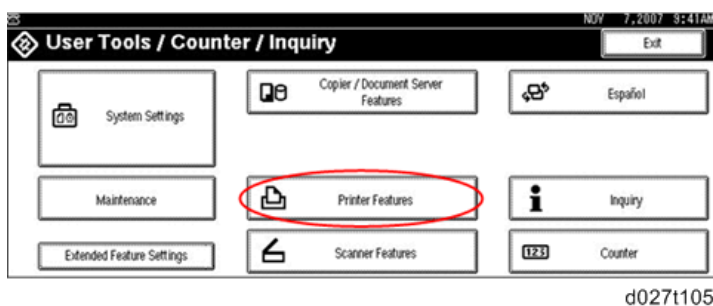 NOV 7,2007 9:41AM
User Tools / Counter / Inquiry
Exit
System Settings
Copier / Document Server
Features
Español
Maintenance
Printer Features
Inquiry
Extended Feature Settings
Scanner Features
123
Counter
d027t105